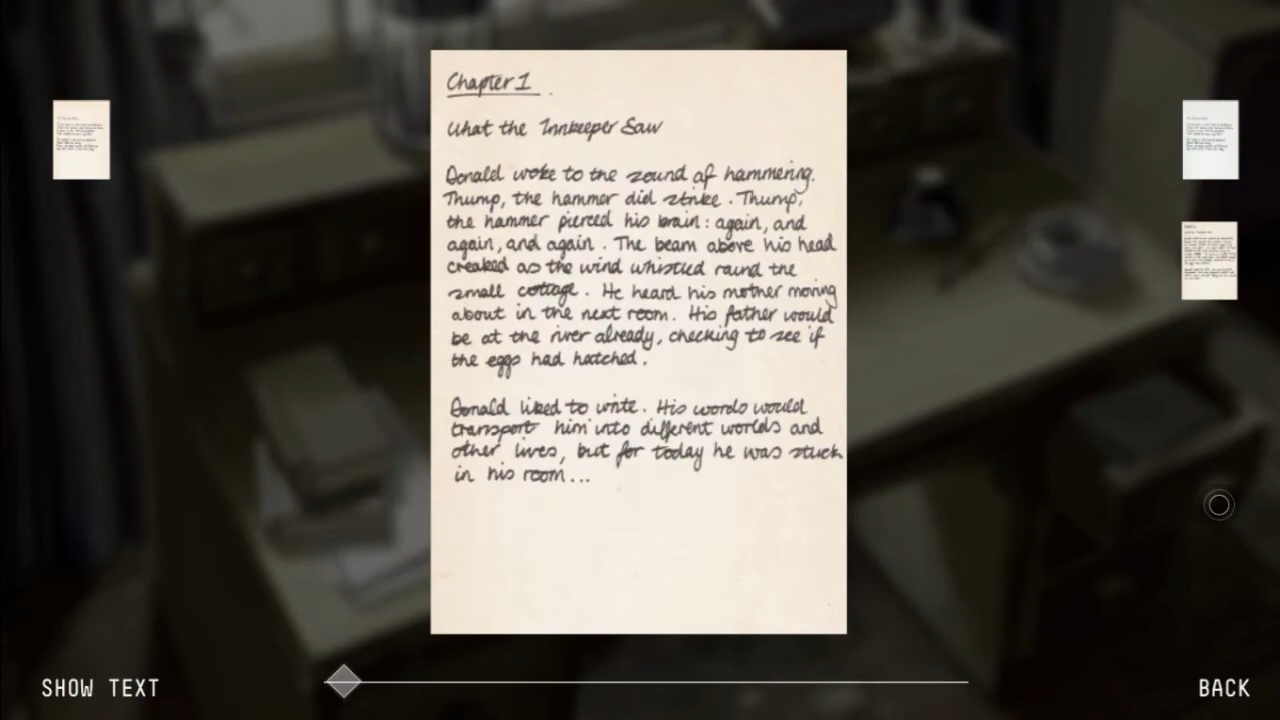 Chapter 1 .
What the Innkeeper Saw
Donald woke to the sound of hammering.
Thump, the hammer did strike. Thump,
the hammer pierced his brain: again, and
again, and again. The beam above his head
creaked as the wind whistled round the
small cottage. He heard his mother moving
about in the next room. His father would
be at the river already, checking to see if
the eggs had hatched.
Donald liked to write. His words would
transport him into different worlds and
other lives, but for today he was stuck
in his room...
SHOW TEXT
BACK